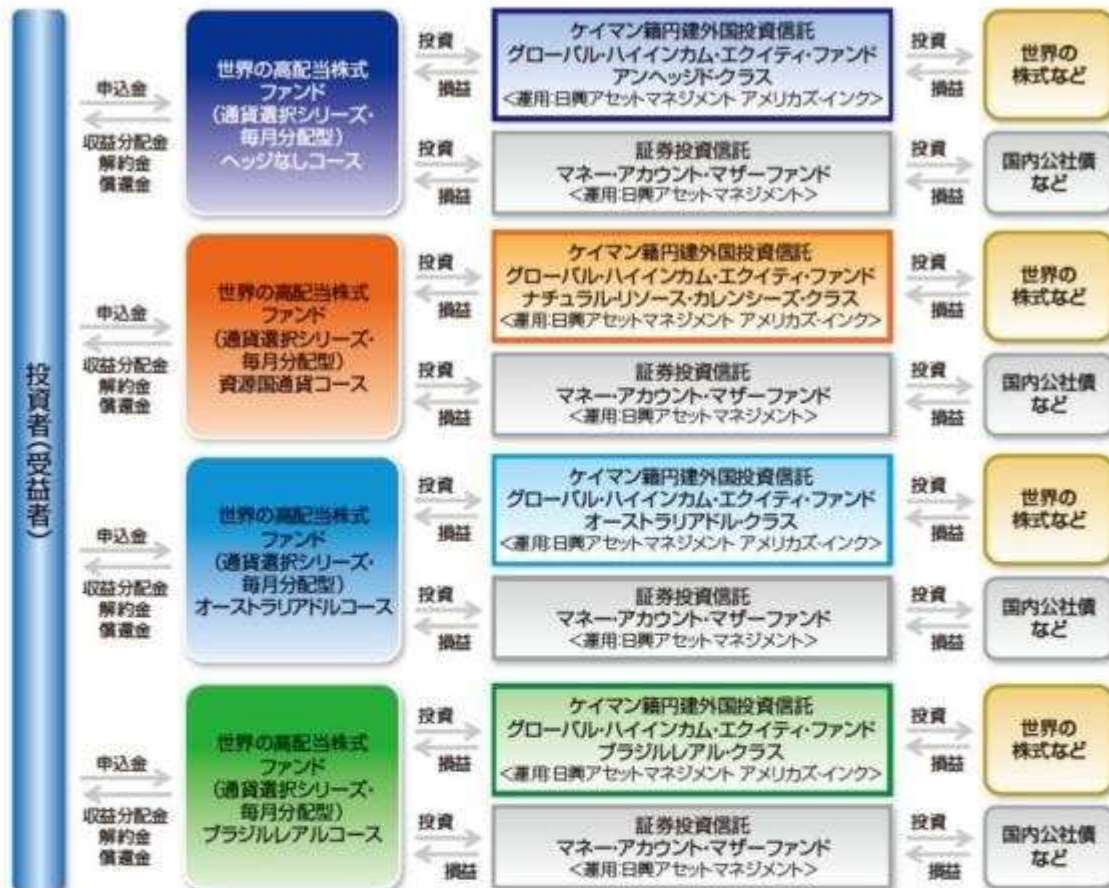 投資者(受益者)
申込金
収益分配金
解約金
償還金
世界の高配当株式
ファンド
(通貨選択シリーズ・
毎月分配型)
ヘッジなしコース
投資
損益
ケイマン籍円建外国投資信託
グローバル・ハイインカム・エクイティ・ファンド
アンヘッジド・クラス
<運用:日興アセットマネジメント アメリカズ・インク>
投資
損益
世界の
株式など
投資
損益
証券投資信託
マネー・アカウント・マザーファンド
<運用:日興アセットマネジメント>
投資
損益
国内公社債
など
申込金
収益分配金
解約金
償還金
世界の高配当株式
ファンド
(通貨選択シリーズ・
毎月分配型)
資源国通貨コース
投資
損益
ケイマン籍円建外国投資信託
グローバル・ハイインカム・エクイティ・ファンド
ナチュラル・リソース・カレンシーズ・クラス
<運用:日興アセットマネジメント アメリカズ・インク>
投資
損益
世界の
株式など
投資
損益
証券投資信託
マネー・アカウント・マザーファンド
<運用:日興アセットマネジメント>
投資
損益
国内公社債
など
申込金
収益分配金
解約金
償還金
世界の高配当株式
ファンド
(通貨選択シリーズ・
毎月分配型)
オーストラリアドルコース
投資
損益
ケイマン籍円建外国投資信託
グローバル・ハイインカム・エクイティ・ファンド
オーストラリアドル・クラス
<運用:日興アセットマネジメント アメリカズ・インク>
投資
損益
世界の
株式など
投資
損益
証券投資信託
マネー・アカウント・マザーファンド
<運用:日興アセットマネジメント>
投資
損益
国内公社債
など
申込金
収益分配金
解約金
償還金
世界の高配当株式
ファンド
(通貨選択シリーズ・
毎月分配型)
ブラジルレアルコース
投資
損益
ケイマン籍円建外国投資信託
グローバル・ハイインカム・エクイティ・ファンド
ブラジルレアル・クラス
<運用:日興アセットマネジメント アメリカズ・インク>
投資
損益
世界の
株式など
投資
損益
証券投資信託
マネー・アカウント・マザーファンド
<運用:日興アセットマネジメント>
投資
損益
国内公社債
など